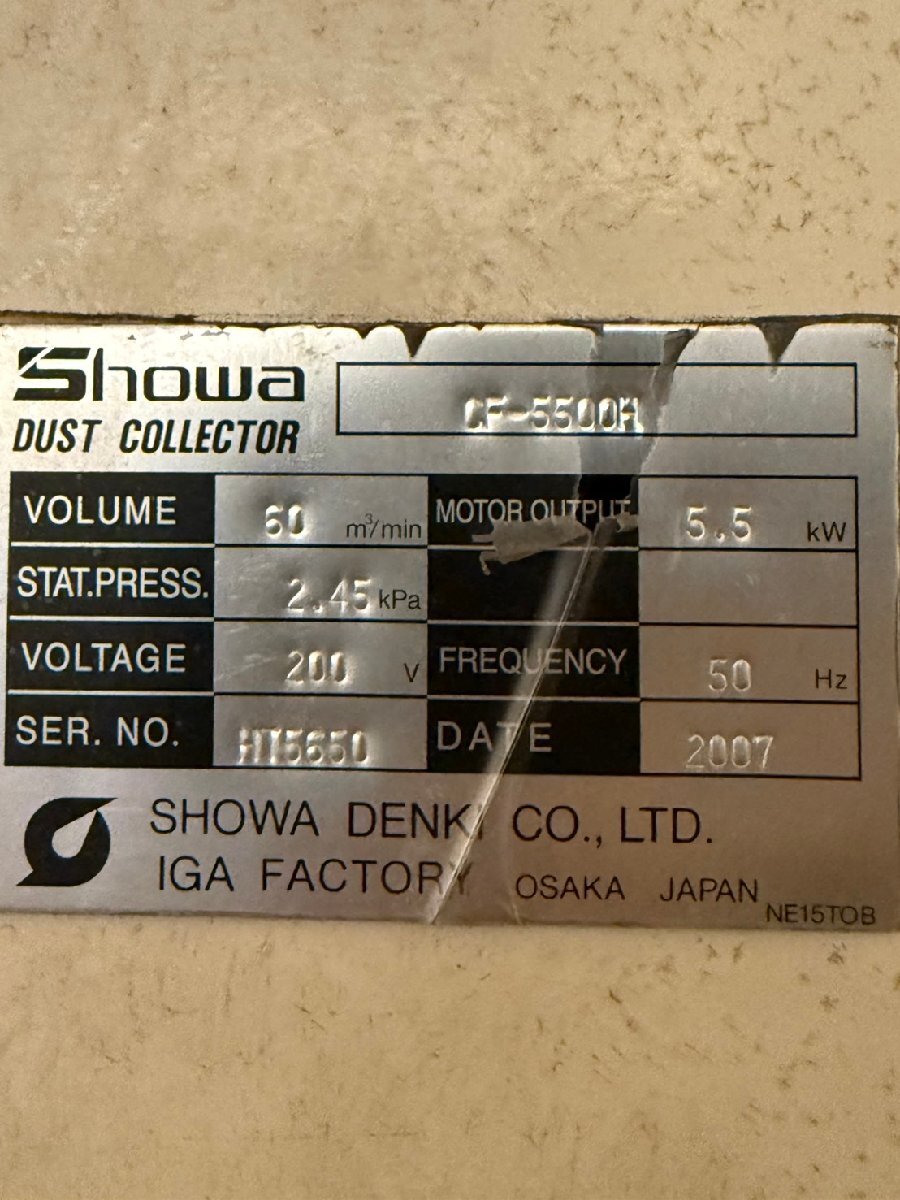 Showa
DUST COLLECTOR
CF-5500H
VOLUME 60 m³/min MOTOR OUTPUT 5.5 kW
STAT.PRESS. 2.45 kPa
VOLTAGE 200 V FREQUENCY 50 Hz
SER. NO. DATE 2007
SHOWA DENKI CO., LTD.
IGA FACTORY OSAKA JAPAN
NE15TOB